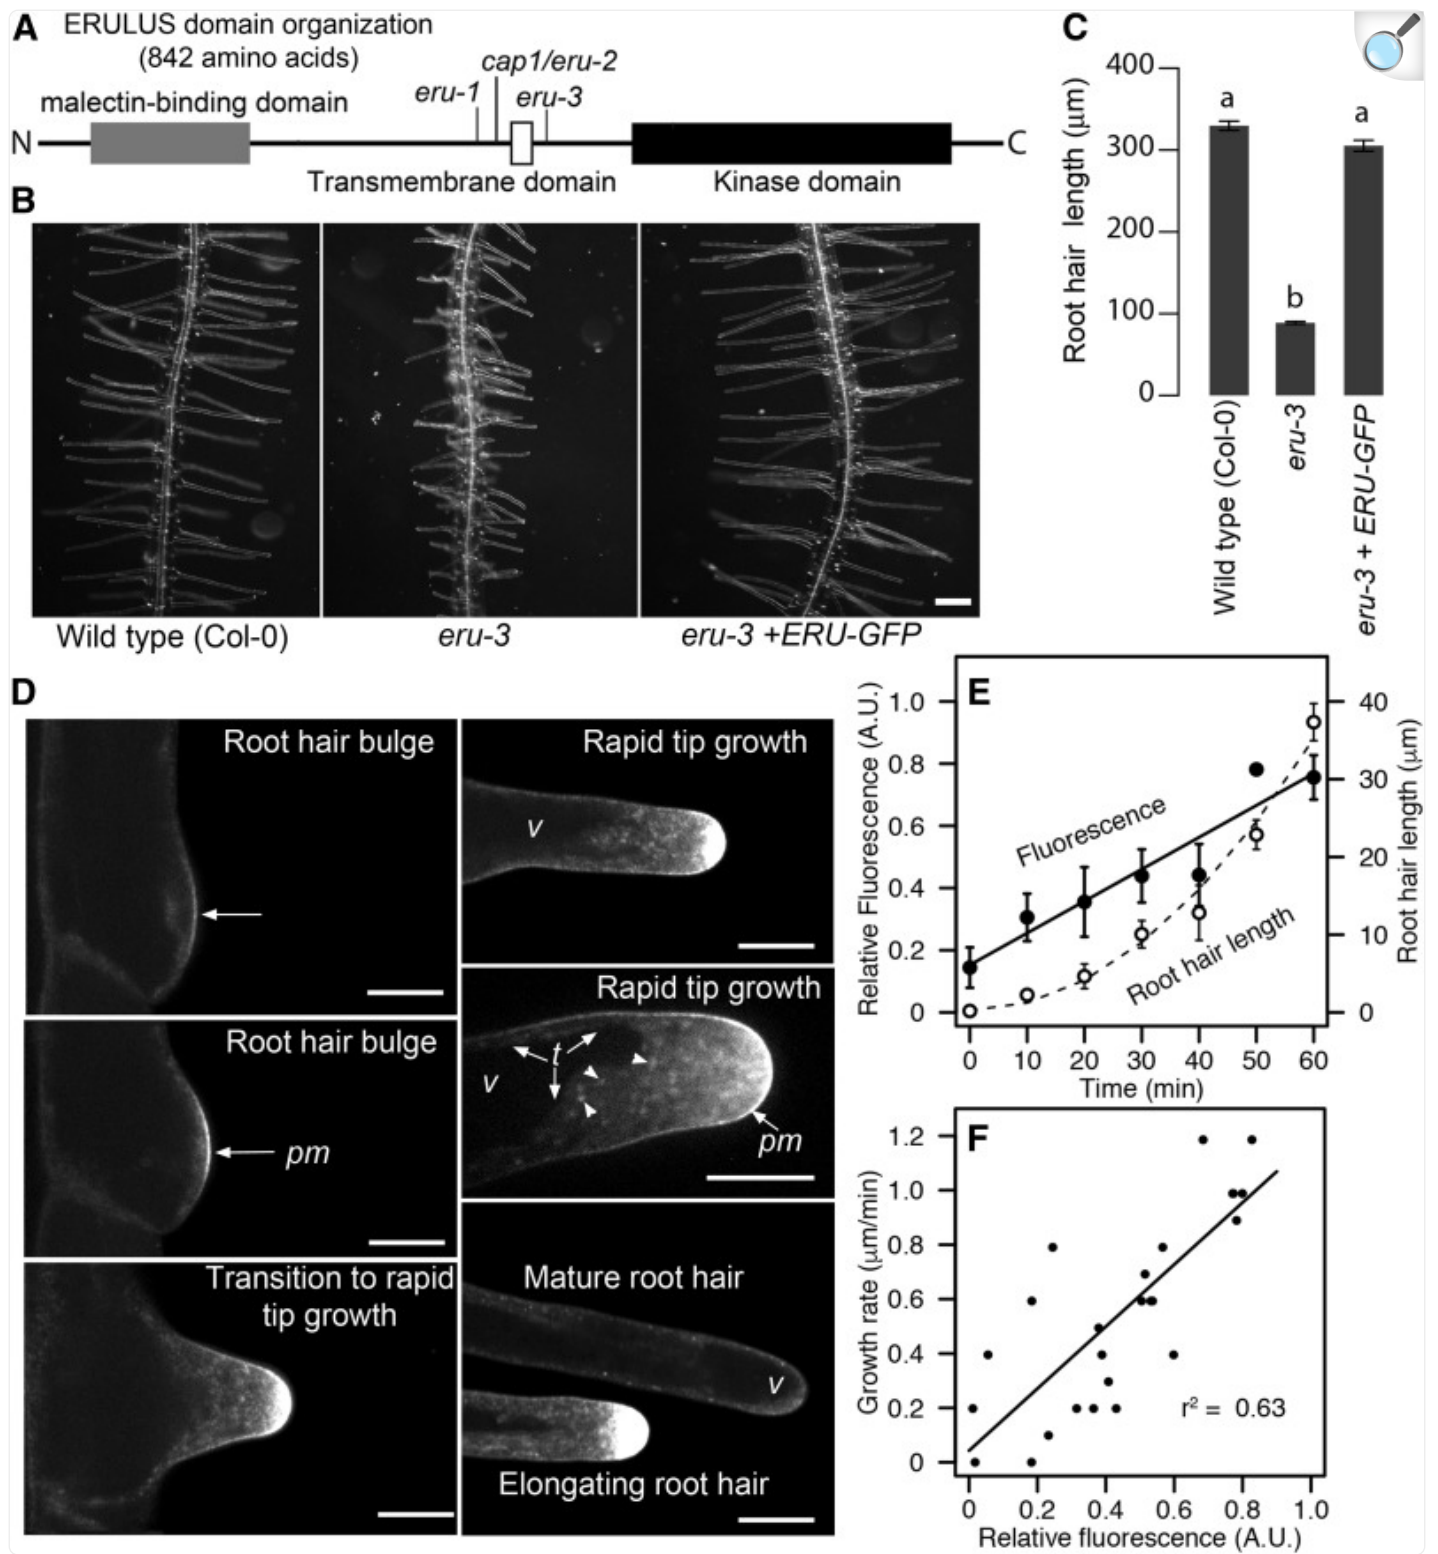 A
ERULUS domain organization
(842 amino acids)
cap1/eru-2
eru-1
eru-3
malectin-binding domain
N
C
Transmembrane domain
Kinase domain
B
Wild type (Col-0)
eru-3
eru-3 +ERU-GFP
C
Root hair length (μm)
400
300
200
100
0
a
b
a
Wild type (Col-0)
eru-3
eru-3 + ERU-GFP
D
Root hair bulge
Root hair bulge
pm
Transition to rapid
tip growth
Rapid tip growth
v
Rapid tip growth
t
v
pm
Mature root hair
v
Elongating root hair
E
Relative Fluorescence (A.U.)
1.0
0.8
0.6
0.4
0.2
0
Fluorescence
Root hair length
40
30
20
10
0
Root hair length (μm)
0 10 20 30 40 50 60
Time (min)
F
Growth rate (μm/min)
1.2
1.0
0.8
0.6
0.4
0.2
0
r² = 0.63
0 0.2 0.4 0.6 0.8 1.0
Relative fluorescence (A.U.)